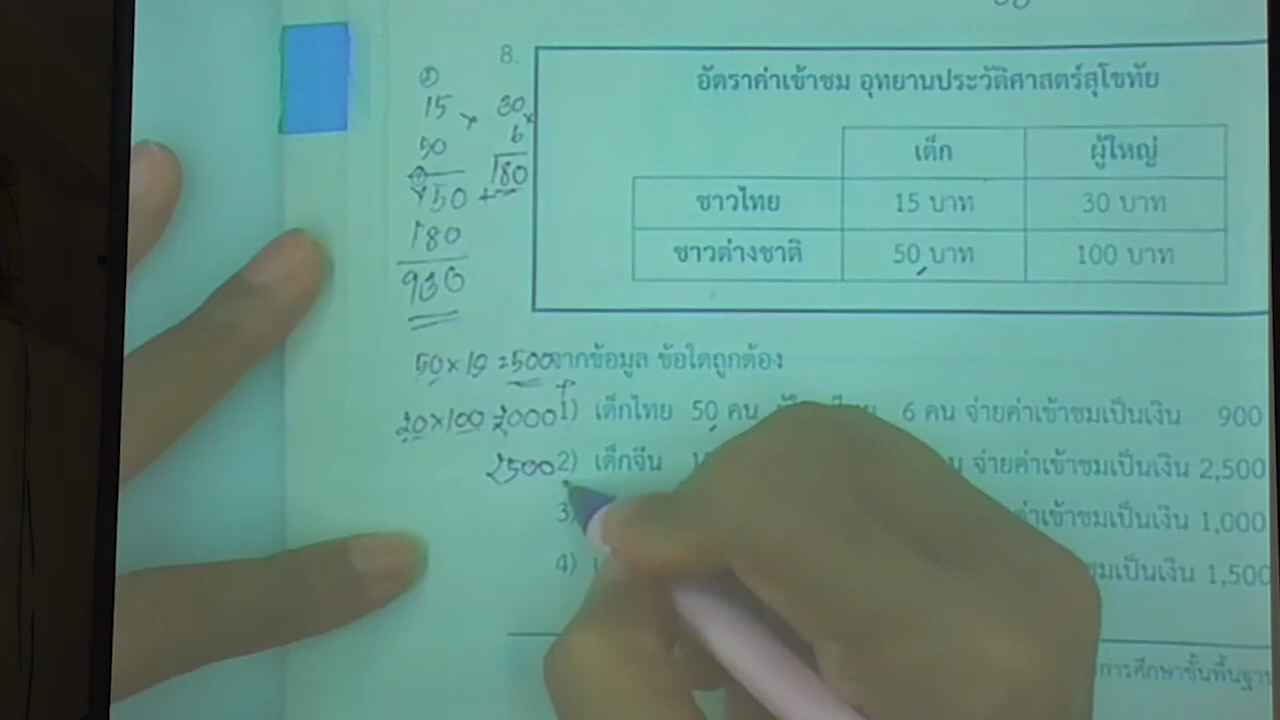 8.
อัตราค่าเข้าชม อุทยานประวัติศาสตร์สุโขทัย
เด็ก ผู้ใหญ่
ชาวไทย 15 บาท 30 บาท
ชาวต่างชาติ 50 บาท 100 บาท
15 × 30 ×
50 6
750 + 180
180
930
50×10 = 500 จากข้อมูล ข้อใดถูกต้อง
20×100 2000 1) เด็กไทย 50 คน 6 คน จ่ายค่าเข้าชมเป็นเงิน 900
2500 2) เด็กจีน จ่ายค่าเข้าชมเป็นเงิน 2,500
3) ค่าเข้าชมเป็นเงิน 1,000
4) ชมเป็นเงิน 1,500
การศึกษาขั้นพื้นฐาน